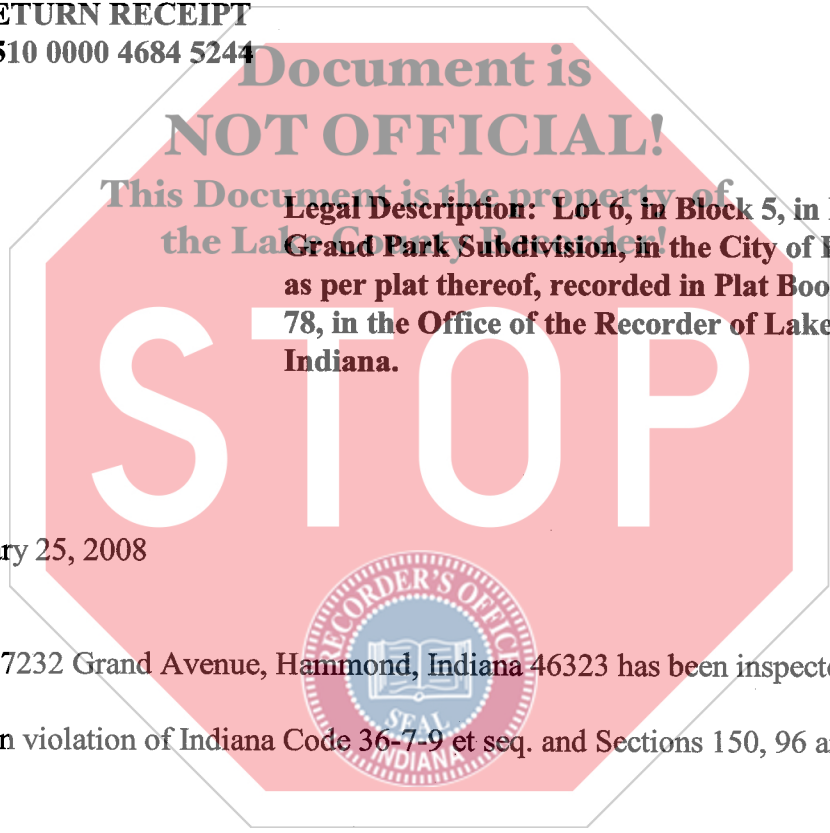 ETURN RECEIPT
510 0000 4684 5244
Document is
NOT OFFICIAL!
This Document is the property of
the Lake County Recorder!
Legal Description: Lot 6, in Block 5, in
Grand Park Subdivision, in the City of
as per plat thereof, recorded in Plat Boo
78, in the Office of the Recorder of Lake
Indiana.
STOP
ry 25, 2008
RECORDER'S OFFICE
7232 Grand Avenue, Hammond, Indiana 46323 has been inspecte
SEAL
n violation of Indiana Code 36-7-9 et seq. and Sections 150, 96 a
INDIANA